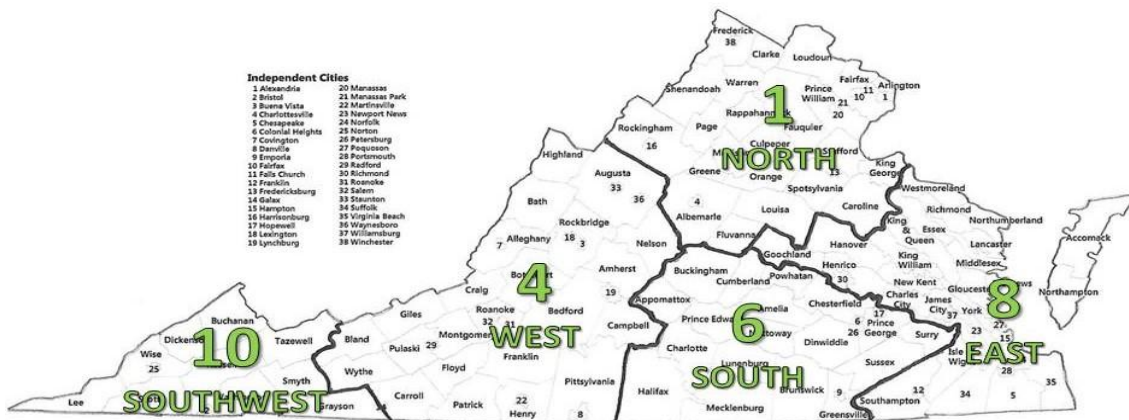 Independent Cities
1 Alexandria
2 Bristol
3 Buena Vista
4 Charlottesville
5 Chesapeake
6 Colonial Heights
7 Covington
8 Danville
9 Emporia
10 Fairfax
11 Falls Church
12 Franklin
13 Fredericksburg
14 Galax
15 Hampton
16 Harrisonburg
17 Hopewell
18 Lexington
19 Lynchburg
20 Manassas
21 Manassas Park
22 Martinsville
23 Newport News
24 Norfolk
25 Norton
26 Petersburg
27 Poquoson
28 Portsmouth
29 Radford
30 Richmond
31 Roanoke
32 Salem
33 Staunton
34 Suffolk
35 Virginia Beach
36 Waynesboro
37 Williamsburg
38 Winchester
Frederick
38
Clarke
Loudoun
Warren
Shenandoah
Fairfax
11
Arlington
10
1
Prince
William
21
20
1
Rappahannock
Fauquier
Page
Rockingham
16
Culpeper
Stafford
NORTH
13
Greene
Orange
King
George
Spotsylvania
4
Albemarle
Louisa
Caroline
Fluvanna
Highland
Augusta
33
36
Bath
Rockbridge
18
3
7
Alleghany
Nelson
Amherst
19
4
Craig
Roanoke
32
31
Bedford
WEST
Campbell
Giles
Montgomery
29
Pulaski
Franklin
Floyd
Bland
Wythe
Pittsylvania
Carroll
Patrick
22
Henry
8
Grayson
Buchanan
Tazewell
Wise
25
10
Smyth
Lee
SOUTHWEST
Westmoreland
Richmond
Northumberland
King
&
Queen
Essex
Lancaster
Accomack
Hanover
King
William
Middlesex
Goochland
Henrico
30
New Kent
Gloucester
8
Northampton
Charles
City
James
City
37
York
27
23
15
EAST
28
Isle
34
5
35
12
Southampton
Buckingham
Powhatan
Cumberland
Appomattox
Chesterfield
17
6
6
Prince
George
26
Surry
Dinwiddie
Charlotte
SOUTH
Sussex
Halifax
Mecklenburg
9
Greensville